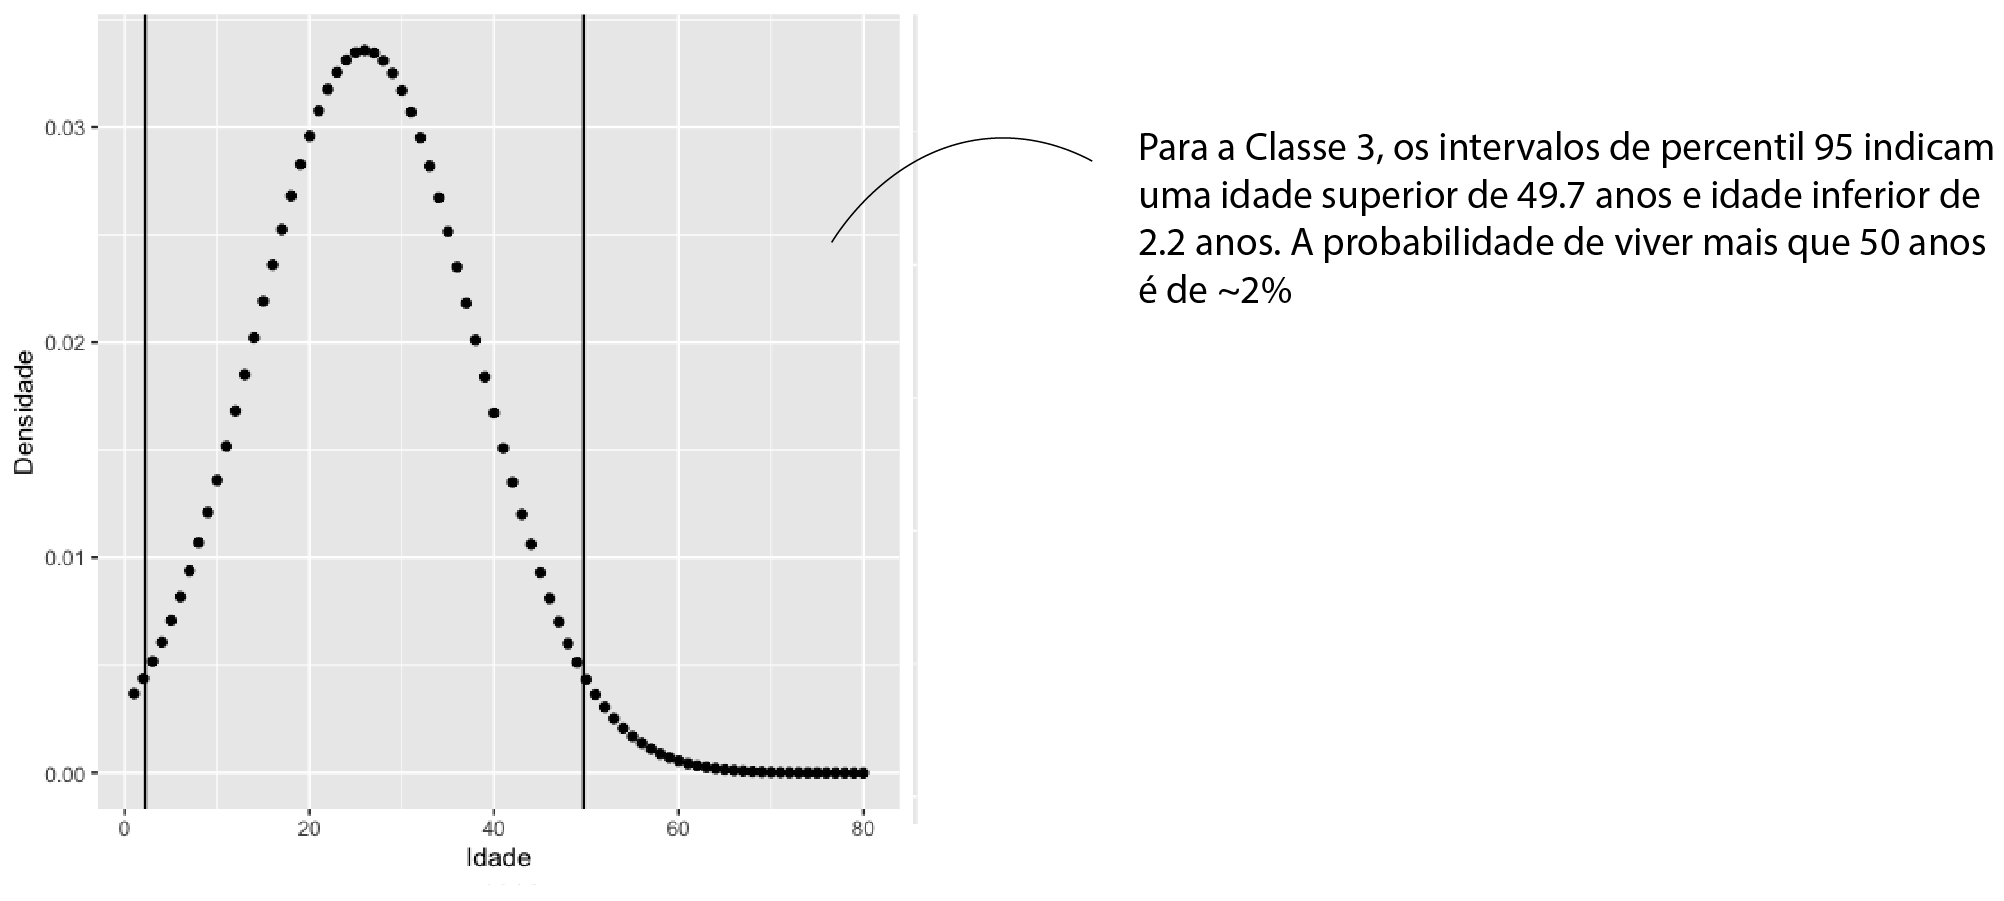 0.03
0.02
0.01
0.00
Densidade
0
20
40
60
80
Idade
Para a Classe 3, os intervalos de percentil 95 indicam
uma idade superior de 49.7 anos e idade inferior de
2.2 anos. A probabilidade de viver mais que 50 anos
é de ~2%